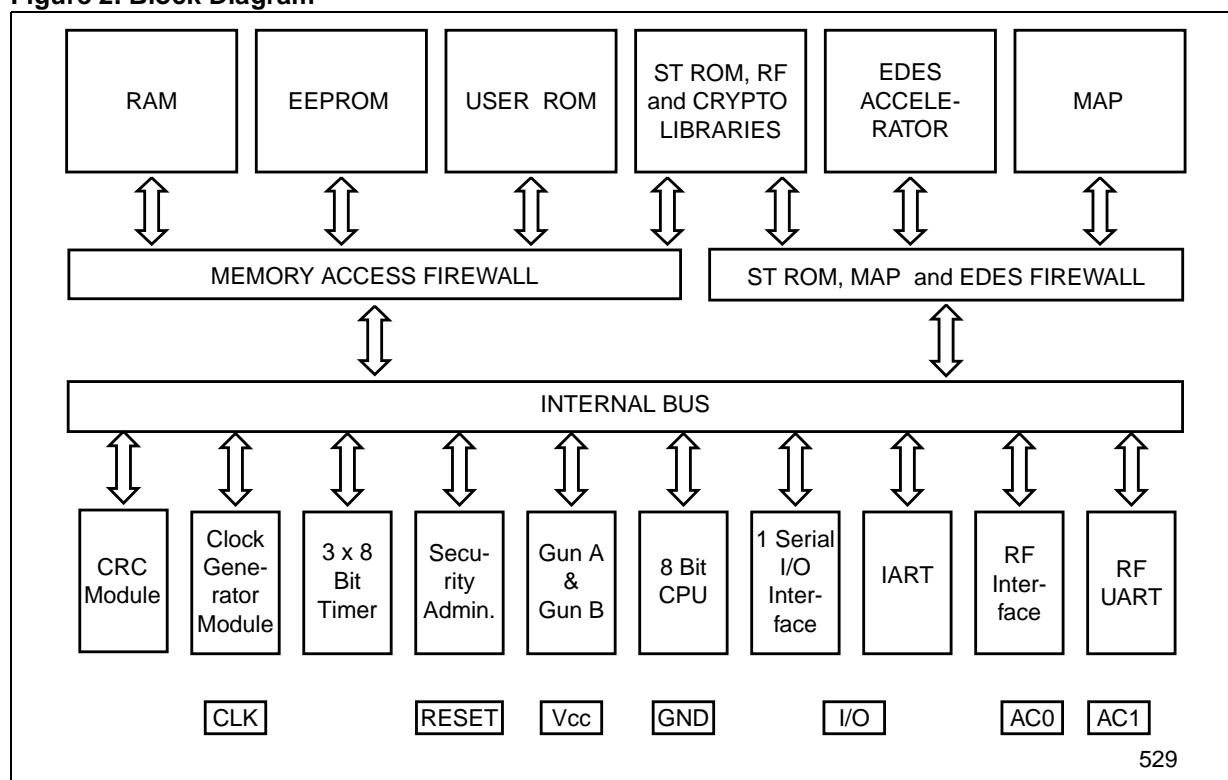 Figure 2. Block Diagram
RAM
EEPROM
USER ROM
ST ROM, RF
and CRYPTO
LIBRARIES
EDES
ACCELE-
RATOR
MAP
MEMORY ACCESS FIREWALL
ST ROM, MAP and EDES FIREWALL
INTERNAL BUS
CRC
Module
Clock
Gene-
rator
Module
3 x 8
Bit
Timer
Secu-
rity
Admin.
Gun A
&
Gun B
8 Bit
CPU
1 Serial
I/O
Inter-
face
IART
RF
Inter-
face
RF
UART
CLK
RESET
Vcc
GND
I/O
AC0
AC1
529